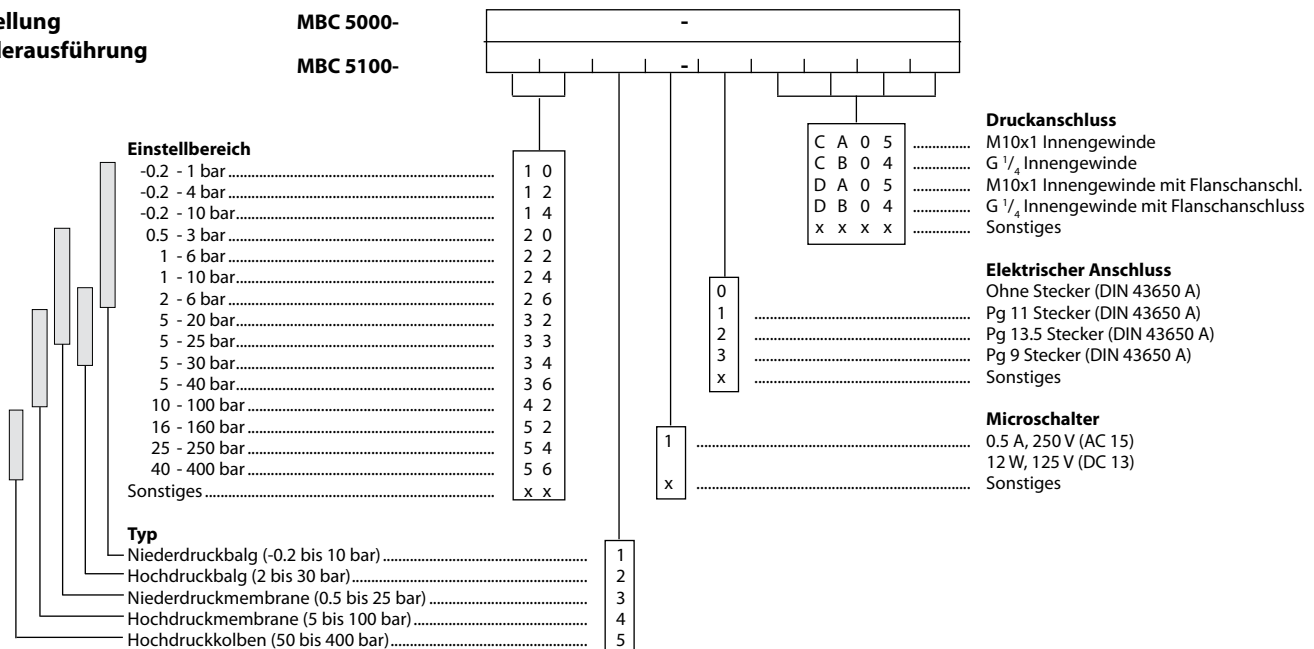 ellung
derausführung
MBC 5000- -
MBC 5100- -
Einstellbereich
-0.2 - 1 bar 1 0
-0.2 - 4 bar 1 2
-0.2 - 10 bar 1 4
0.5 - 3 bar 2 0
1 - 6 bar 2 2
1 - 10 bar 2 4
2 - 6 bar 2 6
5 - 20 bar 3 2
5 - 25 bar 3 3
5 - 30 bar 3 4
5 - 40 bar 3 6
10 - 100 bar 4 2
16 - 160 bar 5 2
25 - 250 bar 5 4
40 - 400 bar 5 6
Sonstiges x x
Typ
Niederdruckbalg (-0.2 bis 10 bar) 1
Hochdruckbalg (2 bis 30 bar) 2
Niederdruckmembrane (0.5 bis 25 bar) 3
Hochdruckmembrane (5 bis 100 bar) 4
Hochdruckkolben (50 bis 400 bar) 5
Druckanschluss
C A 0 5 M10x1 Innengewinde
C B 0 4 G 1/4 Innengewinde
D A 0 5 M10x1 Innengewinde mit Flanschanschl.
D B 0 4 G 1/4 Innengewinde mit Flanschanschluss
x x x x Sonstiges
Elektrischer Anschluss
0 Ohne Stecker (DIN 43650 A)
1 Pg 11 Stecker (DIN 43650 A)
2 Pg 13.5 Stecker (DIN 43650 A)
3 Pg 9 Stecker (DIN 43650 A)
x Sonstiges
Microschalter
1 0.5 A, 250 V (AC 15)
12 W, 125 V (DC 13)
x Sonstiges